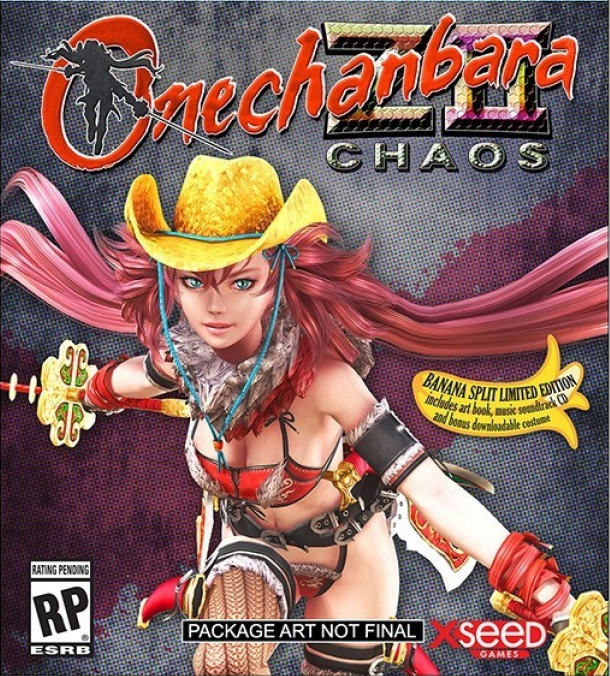 Onechanbara
ZII
CHAOS
BANANA SPLIT LIMITED EDITION
includes art book, music soundtrack CD
and bonus downloadable costume
RATING PENDING
RP
®
ESRB
PACKAGE ART NOT FINAL
XSEED
GAMES